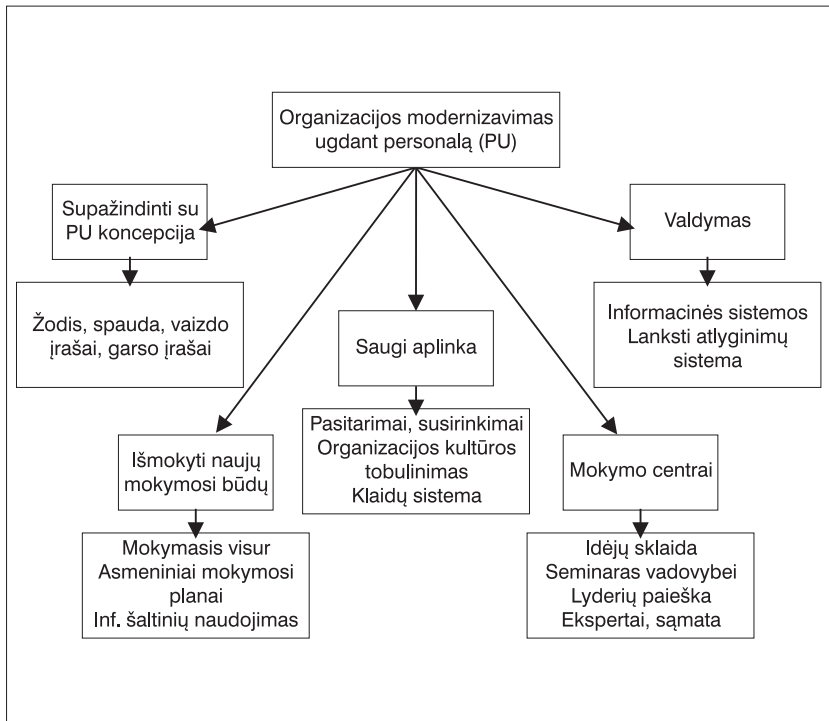 Organizacijos modernizavimas
ugdant personalą (PU)
Supažindinti su
PU koncepcija
Valdymas
Žodis, spauda, vaizdo
įrašai, garso įrašai
Saugi aplinka
Informacinės sistemos
Lanksti atlyginimų
sistema
Išmokyti naujų
mokymosi būdų
Pasitarimai, susirinkimai
Organizacijos kultūros
tobulinimas
Klaidų sistema
Mokymo centrai
Mokymasis visur
Asmeniniai mokymosi
planai
Inf. šaltinių naudojimas
Idėjų sklaida
Seminaras vadovybei
Lyderių paieška
Ekspertai, sąmata